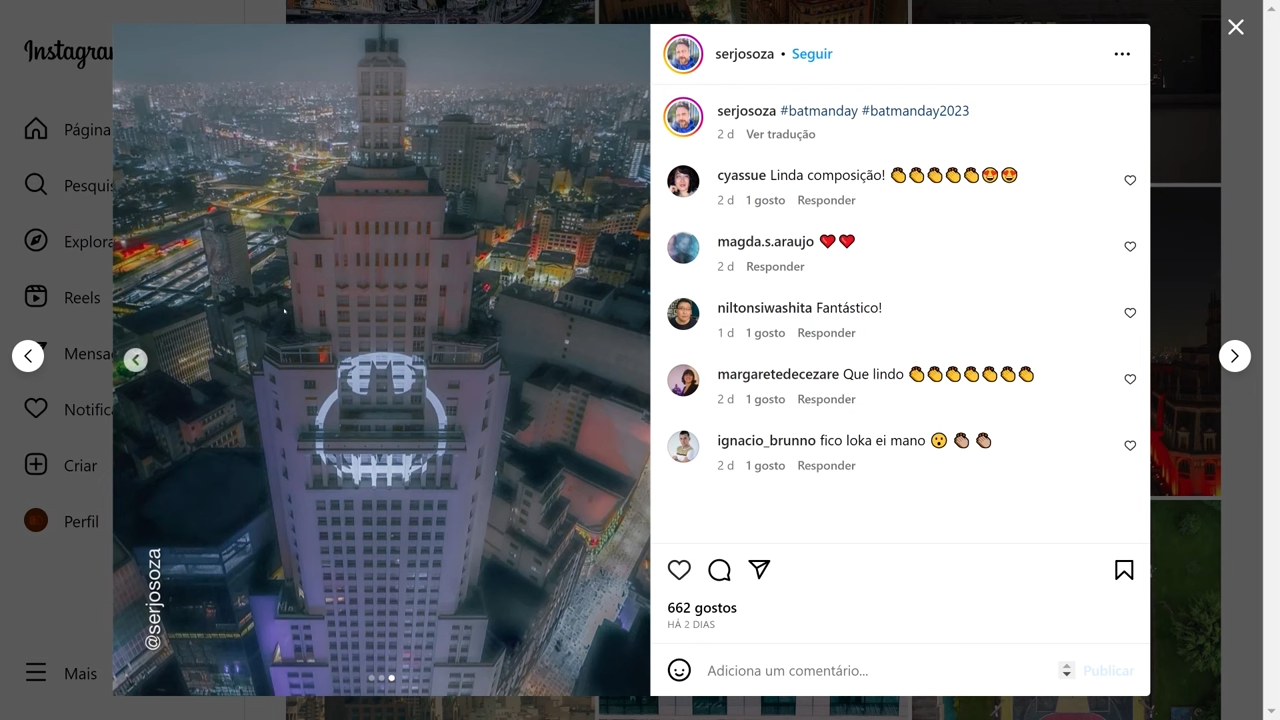 Instagram
Página
Pesquis
Explora
Reels
Mensa
Notific
Criar
Perfil
Mais
@serjosoza
serjosoza • Seguir
serjosoza #batmanday #batmanday2023
2 d Ver tradução
cyassue Linda composição! 👏👏👏👏👏😍😍
2 d 1 gosto Responder
magda.s.araujo ❤️❤️
2 d Responder
niltonsiwashita Fantástico!
1 d 1 gosto Responder
margaretedecezare Que lindo 👏👏👏👏👏👏👏
2 d 1 gosto Responder
ignacio_brunno fico loka ei mano 😮👏🏼👏🏼
2 d 1 gosto Responder
662 gostos
HÁ 2 DIAS
Adiciona um comentário... Publicar